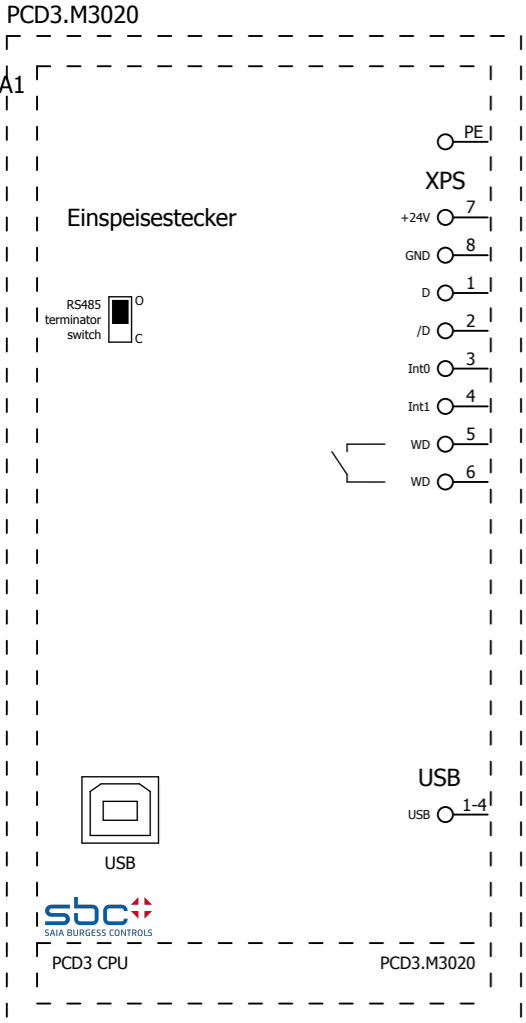 PCD3.M3020
A1
PE
XPS
Einspeisestecker
+24V 7
GND 8
D 1
RS485 terminator switch
O
C
/D 2
Int0 3
Int1 4
WD 5
WD 6
USB
USB 1-4
USB
sbc
SAIA BURGESS CONTROLS
PCD3 CPU
PCD3.M3020